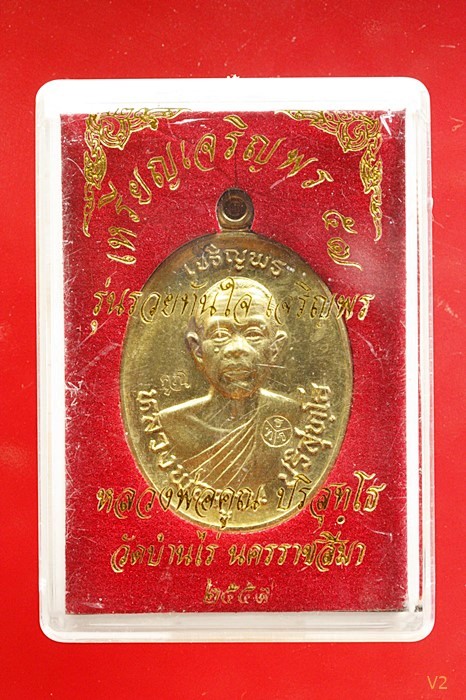 เหรียญเจริญพร ๕๗
เจริญพร
รุ่นรวยทันใจ เจริญพร
คูณ
หลวงพ่อ
ปริสุทฺโธ
หลวงพ่อคูณ ปริสุทฺโธ
วัดบ้านไร่ นครราชสีมา
๒๕๕๗
V2